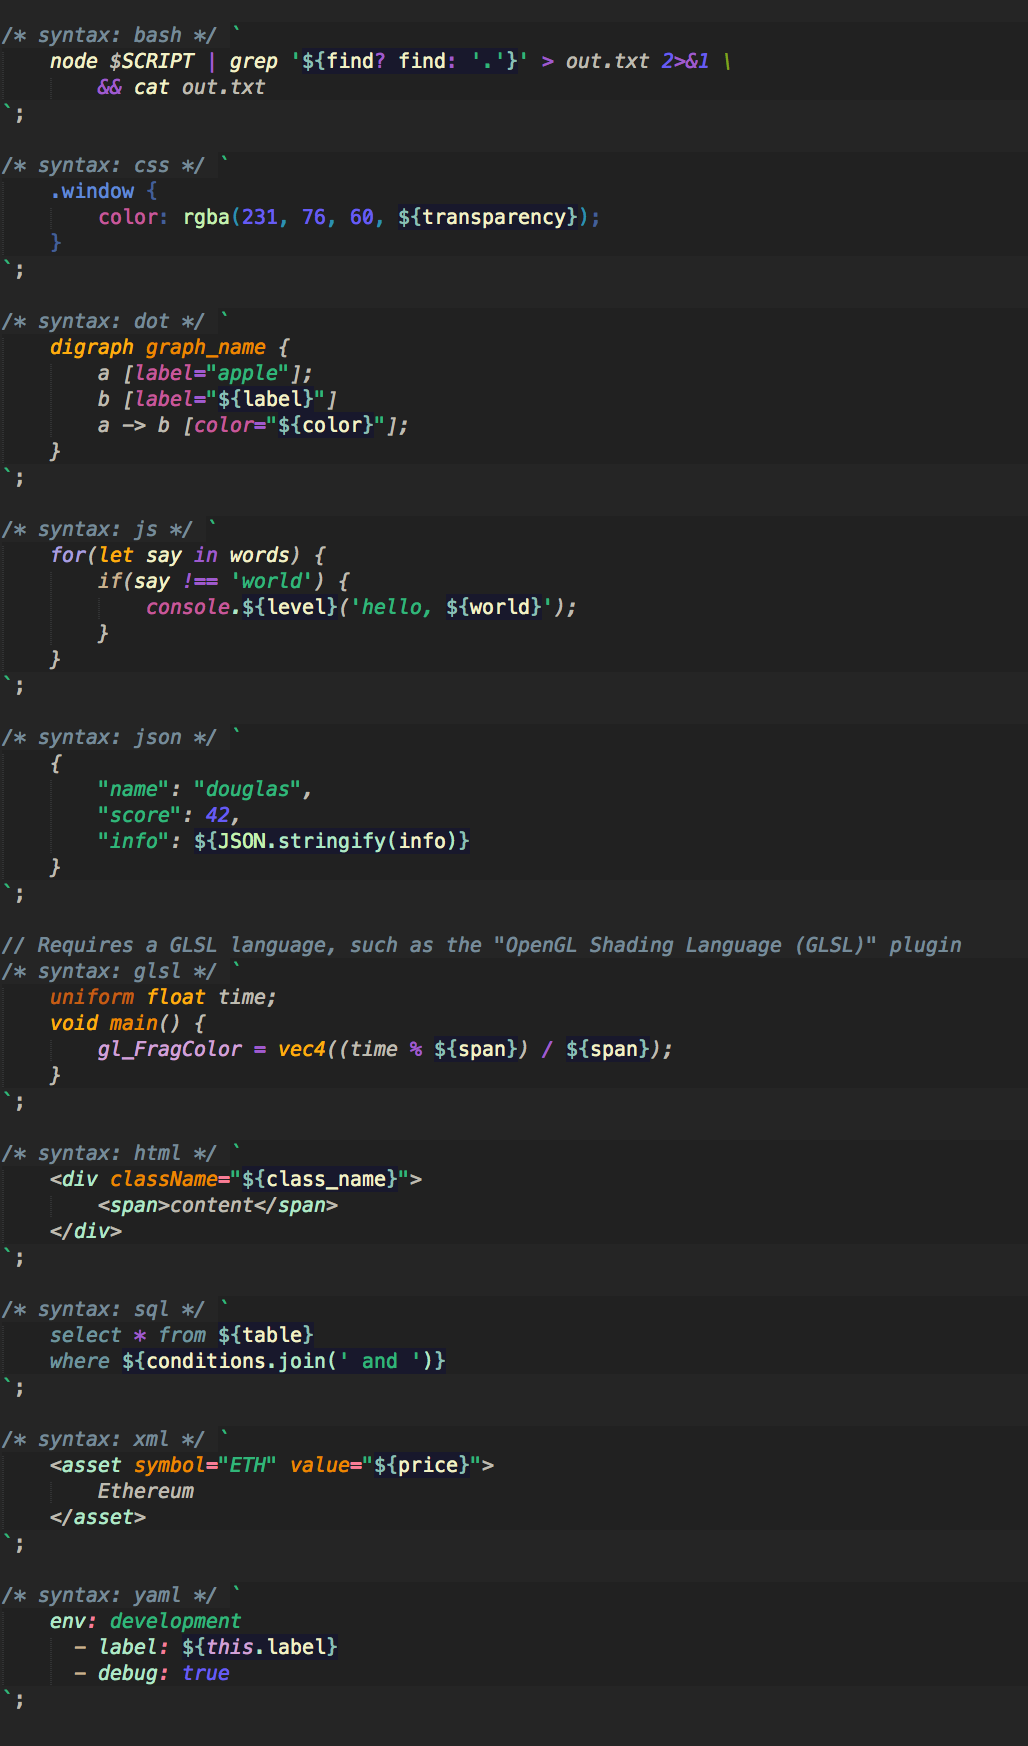 /* syntax: bash */ `
    node $SCRIPT | grep '${find? find: '.'}' > out.txt 2>&1 \
        && cat out.txt
`;

/* syntax: css */ `
    .window {
        color: rgba(231, 76, 60, ${transparency});
    }
`;

/* syntax: dot */ `
    digraph graph_name {
        a [label="apple"];
        b [label="${label}"]
        a -> b [color="${color}"];
    }
`;

/* syntax: js */ `
    for(let say in words) {
        if(say !== 'world') {
            console.${level}('hello, ${world}');
        }
    }
`;

/* syntax: json */ `
    {
        "name": "douglas",
        "score": 42,
        "info": ${JSON.stringify(info)}
    }
`;

// Requires a GLSL language, such as the "OpenGL Shading Language (GLSL)" plugin
/* syntax: glsl */ `
    uniform float time;
    void main() {
        gl_FragColor = vec4((time % ${span}) / ${span});
    }
`;

/* syntax: html */ `
    <div className="${class_name}">
        <span>content</span>
    </div>
`;

/* syntax: sql */ `
    select * from ${table}
    where ${conditions.join(' and ')}
`;

/* syntax: xml */ `
    <asset symbol="ETH" value="${price}">
        Ethereum
    </asset>
`;

/* syntax: yaml */ `
    env: development
      - label: ${this.label}
      - debug: true
`;